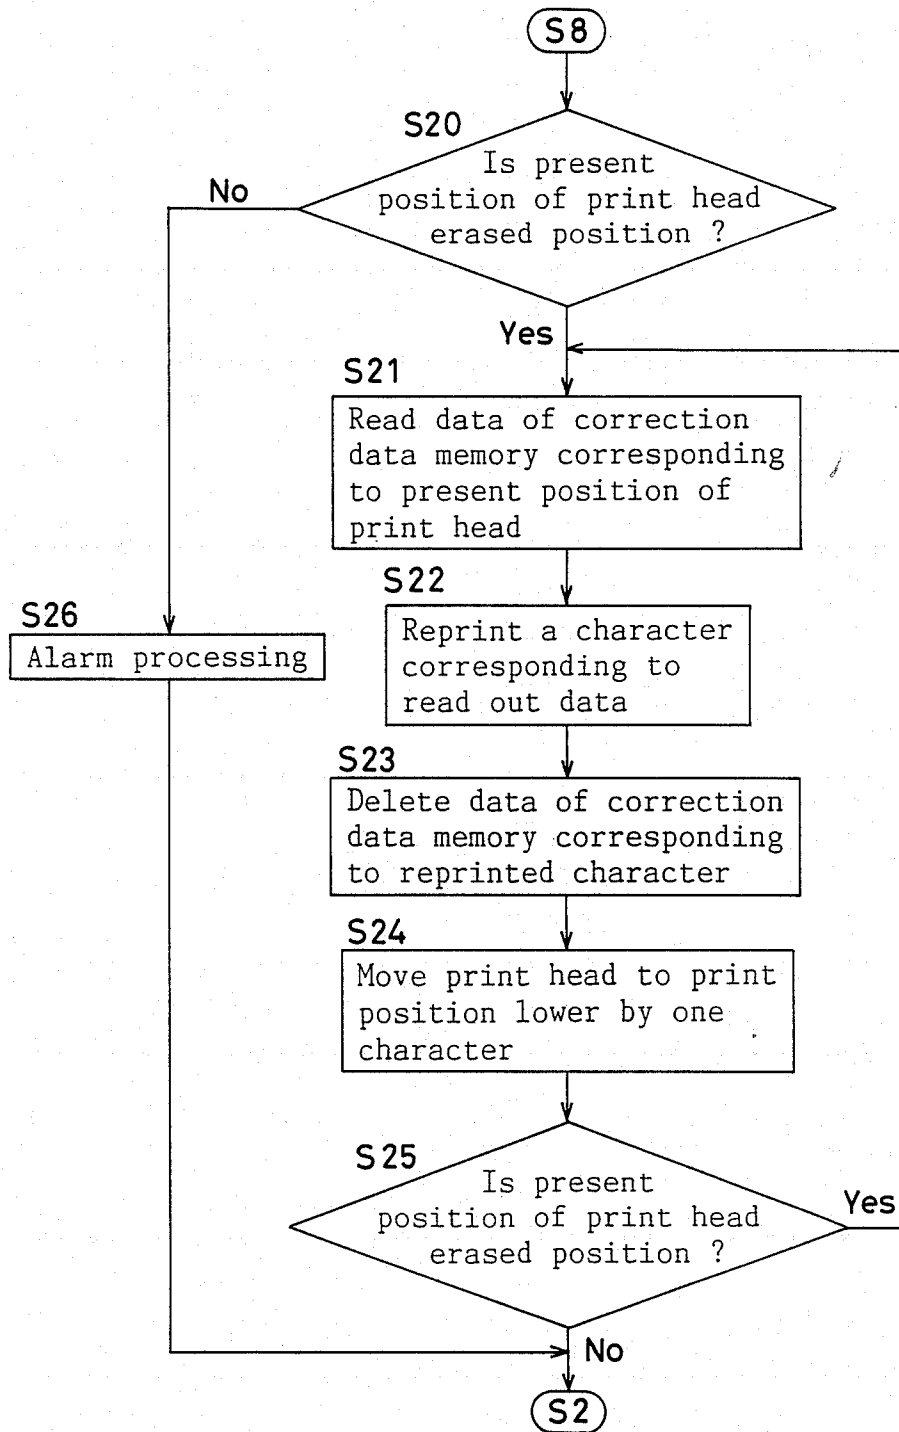 S8
S20
Is present
position of print head
erased position ?
No
Yes
S21
Read data of correction
data memory corresponding
to present position of
print head
S22
Reprint a character
corresponding to
read out data
S26
Alarm processing
S23
Delete data of correction
data memory corresponding
to reprinted character
S24
Move print head to print
position lower by one
character
S25
Is present
position of print head
erased position ?
Yes
No
S2